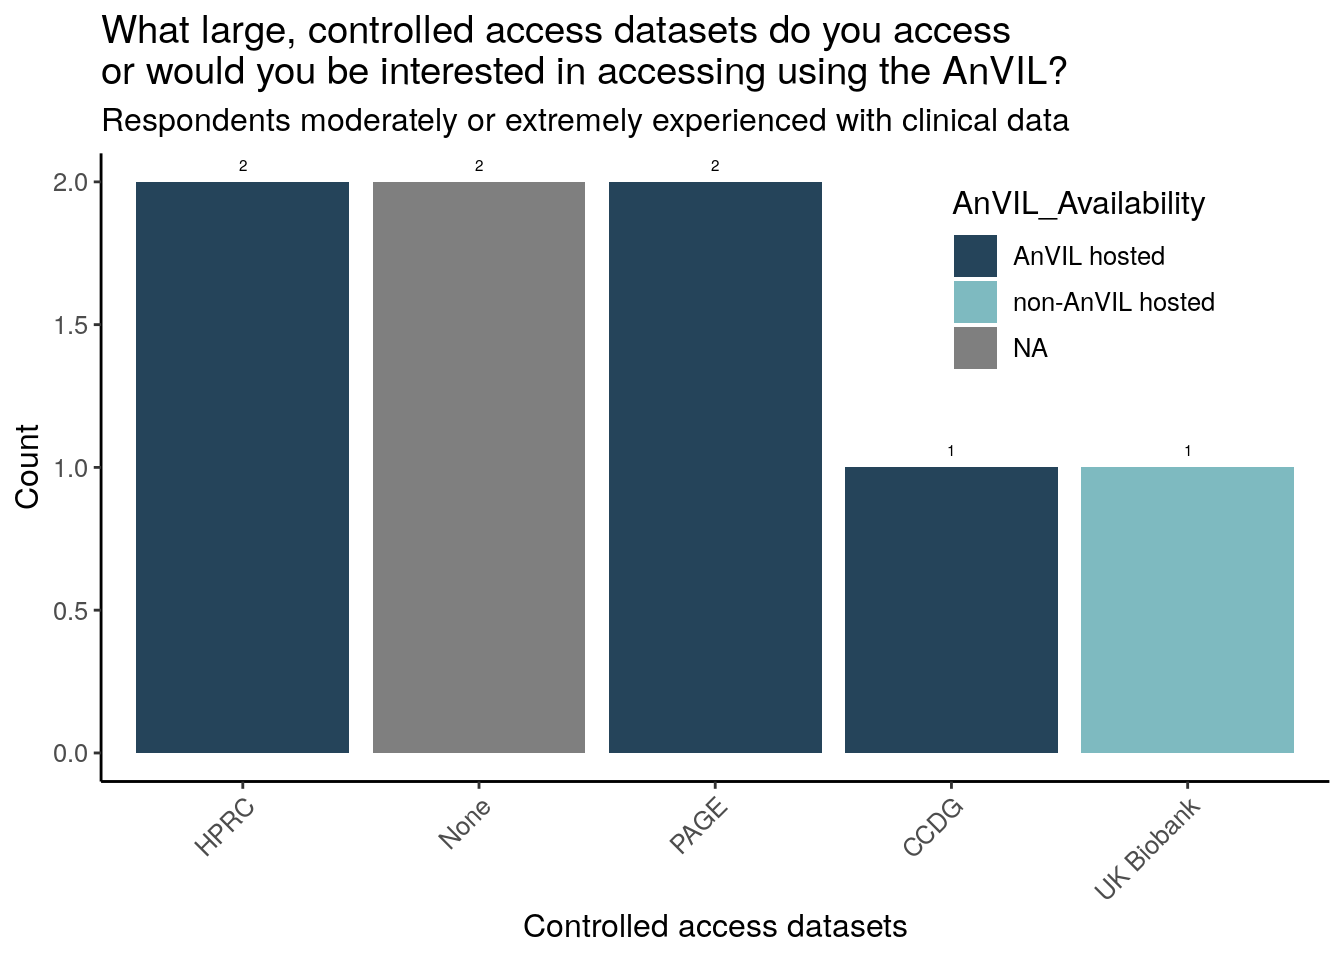 What large, controlled access datasets do you access
or would you be interested in accessing using the AnVIL?
Respondents moderately or extremely experienced with clinical data
2
2
2
1
1
AnVIL_Availability
AnVIL hosted
non-AnVIL hosted
NA
Count
2.0
1.5
1.0
0.5
0.0
HPRC
None
PAGE
CCDG
UK Biobank
Controlled access datasets